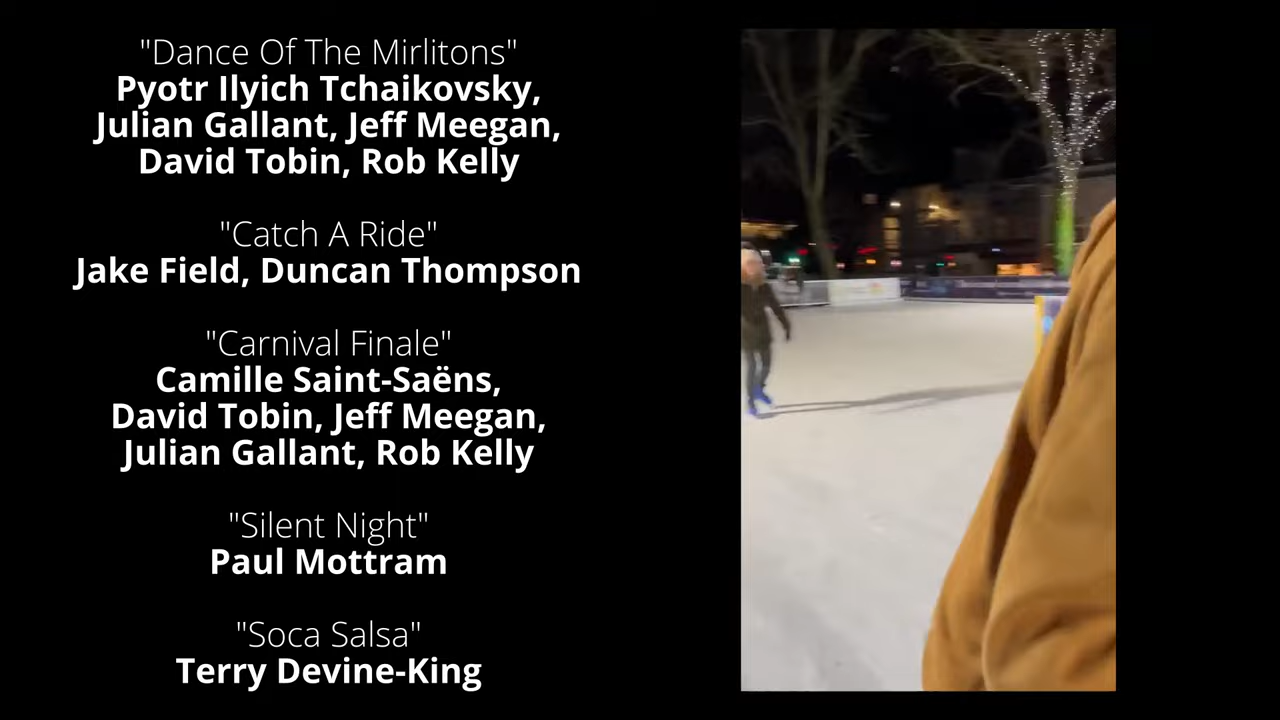 "Dance Of The Mirlitons"
Pyotr Ilyich Tchaikovsky,
Julian Gallant, Jeff Meegan,
David Tobin, Rob Kelly
"Catch A Ride"
Jake Field, Duncan Thompson
"Carnival Finale"
Camille Saint-Saëns,
David Tobin, Jeff Meegan,
Julian Gallant, Rob Kelly
"Silent Night"
Paul Mottram
"Soca Salsa"
Terry Devine-King